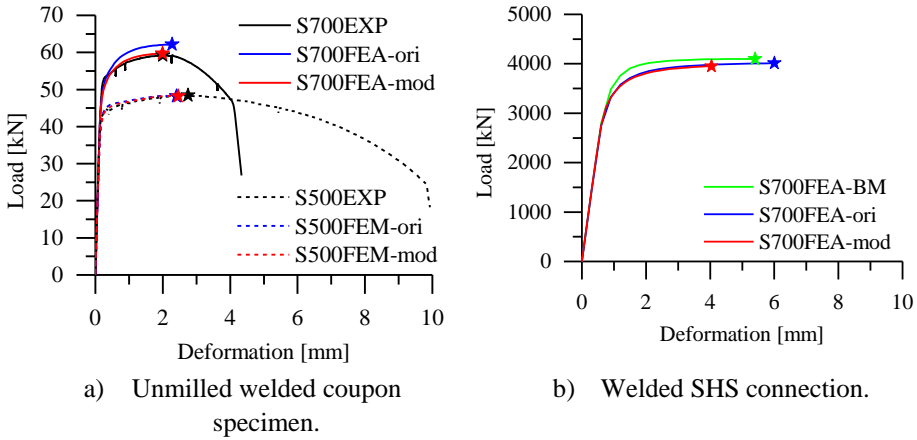 S700EXP
S700FEA-ori
S700FEA-mod
S500EXP
S500FEM-ori
S500FEM-mod
Load [kN]
70
60
50
40
30
20
10
0
0 2 4 6 8 10
Deformation [mm]
a) Unmilled welded coupon
specimen.
S700FEA-BM
S700FEA-ori
S700FEA-mod
Load [kN]
5000
4000
3000
2000
1000
0
0 2 4 6 8 10
Deformation [mm]
b) Welded SHS connection.